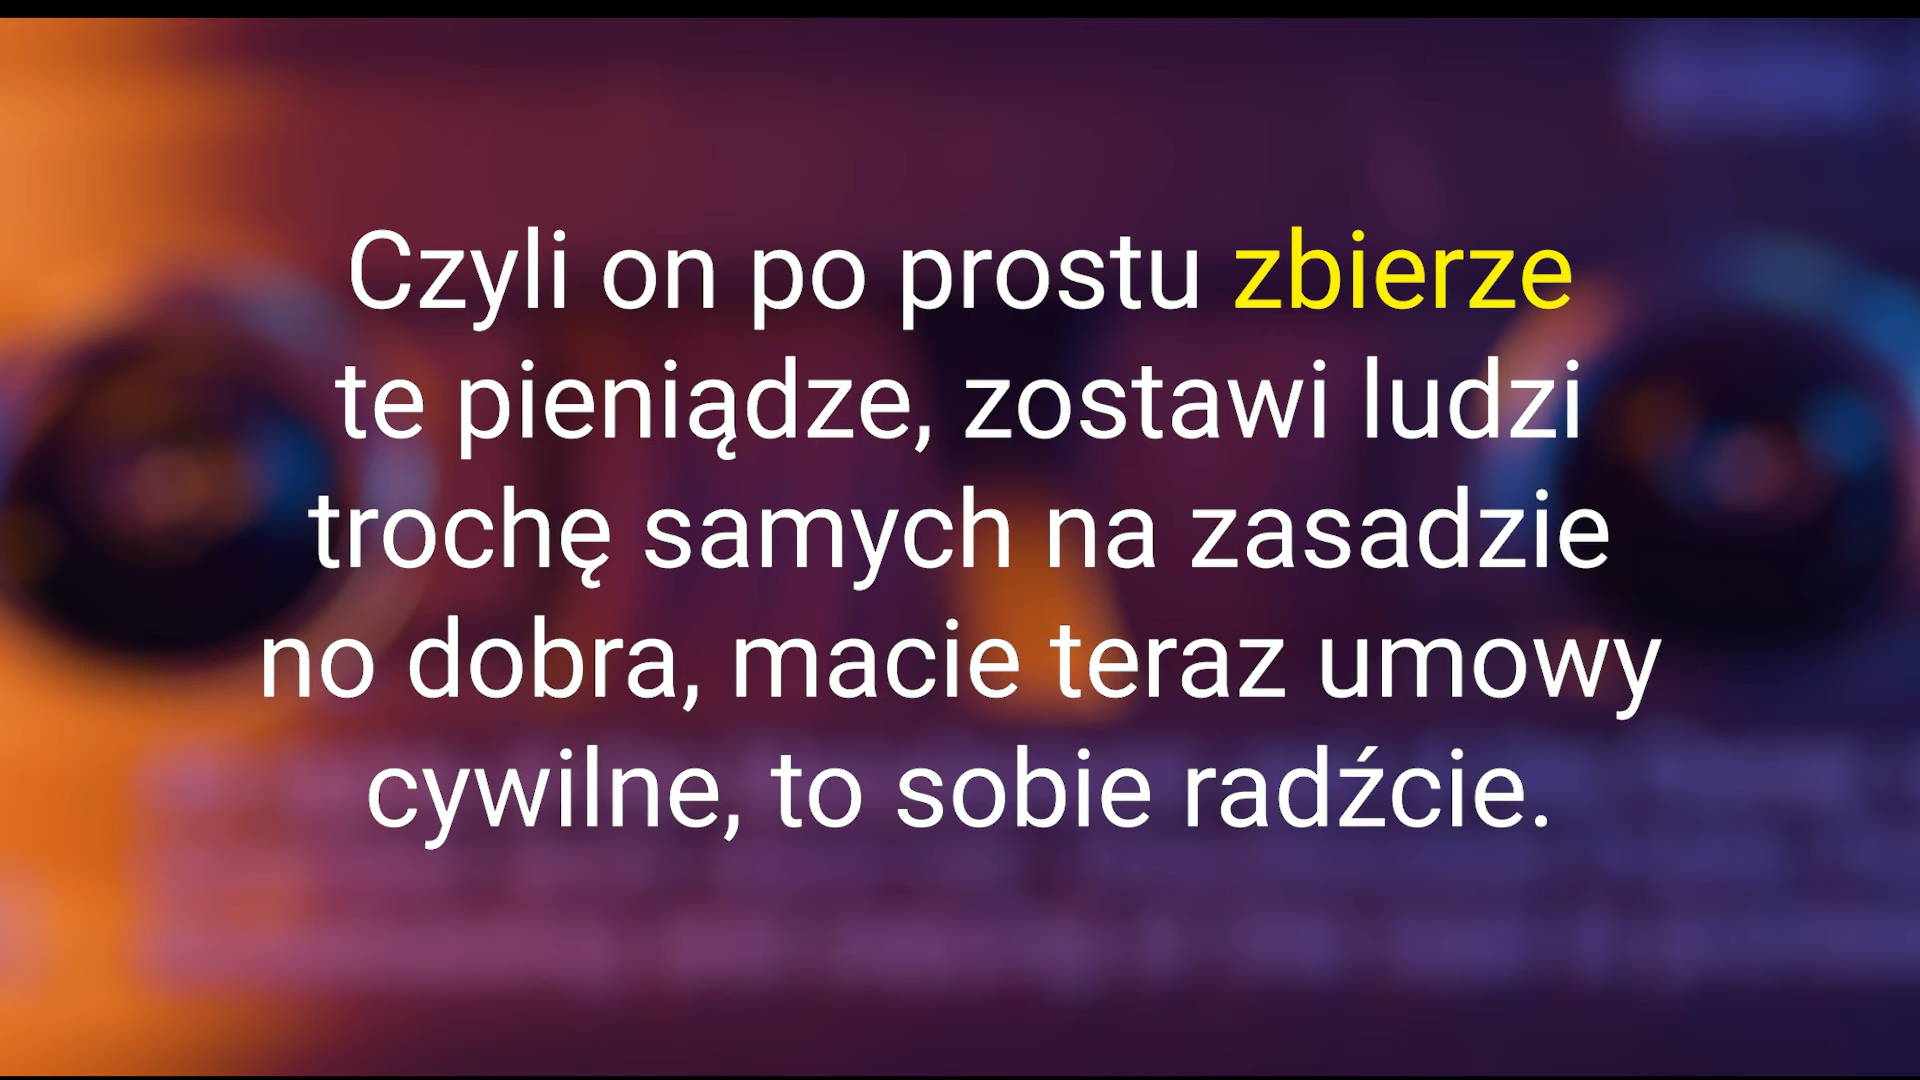 Czyli on po prostu zbierze
te pieniądze, zostawi ludzi
trochę samych na zasadzie
no dobra, macie teraz umowy
cywilne, to sobie radźcie.